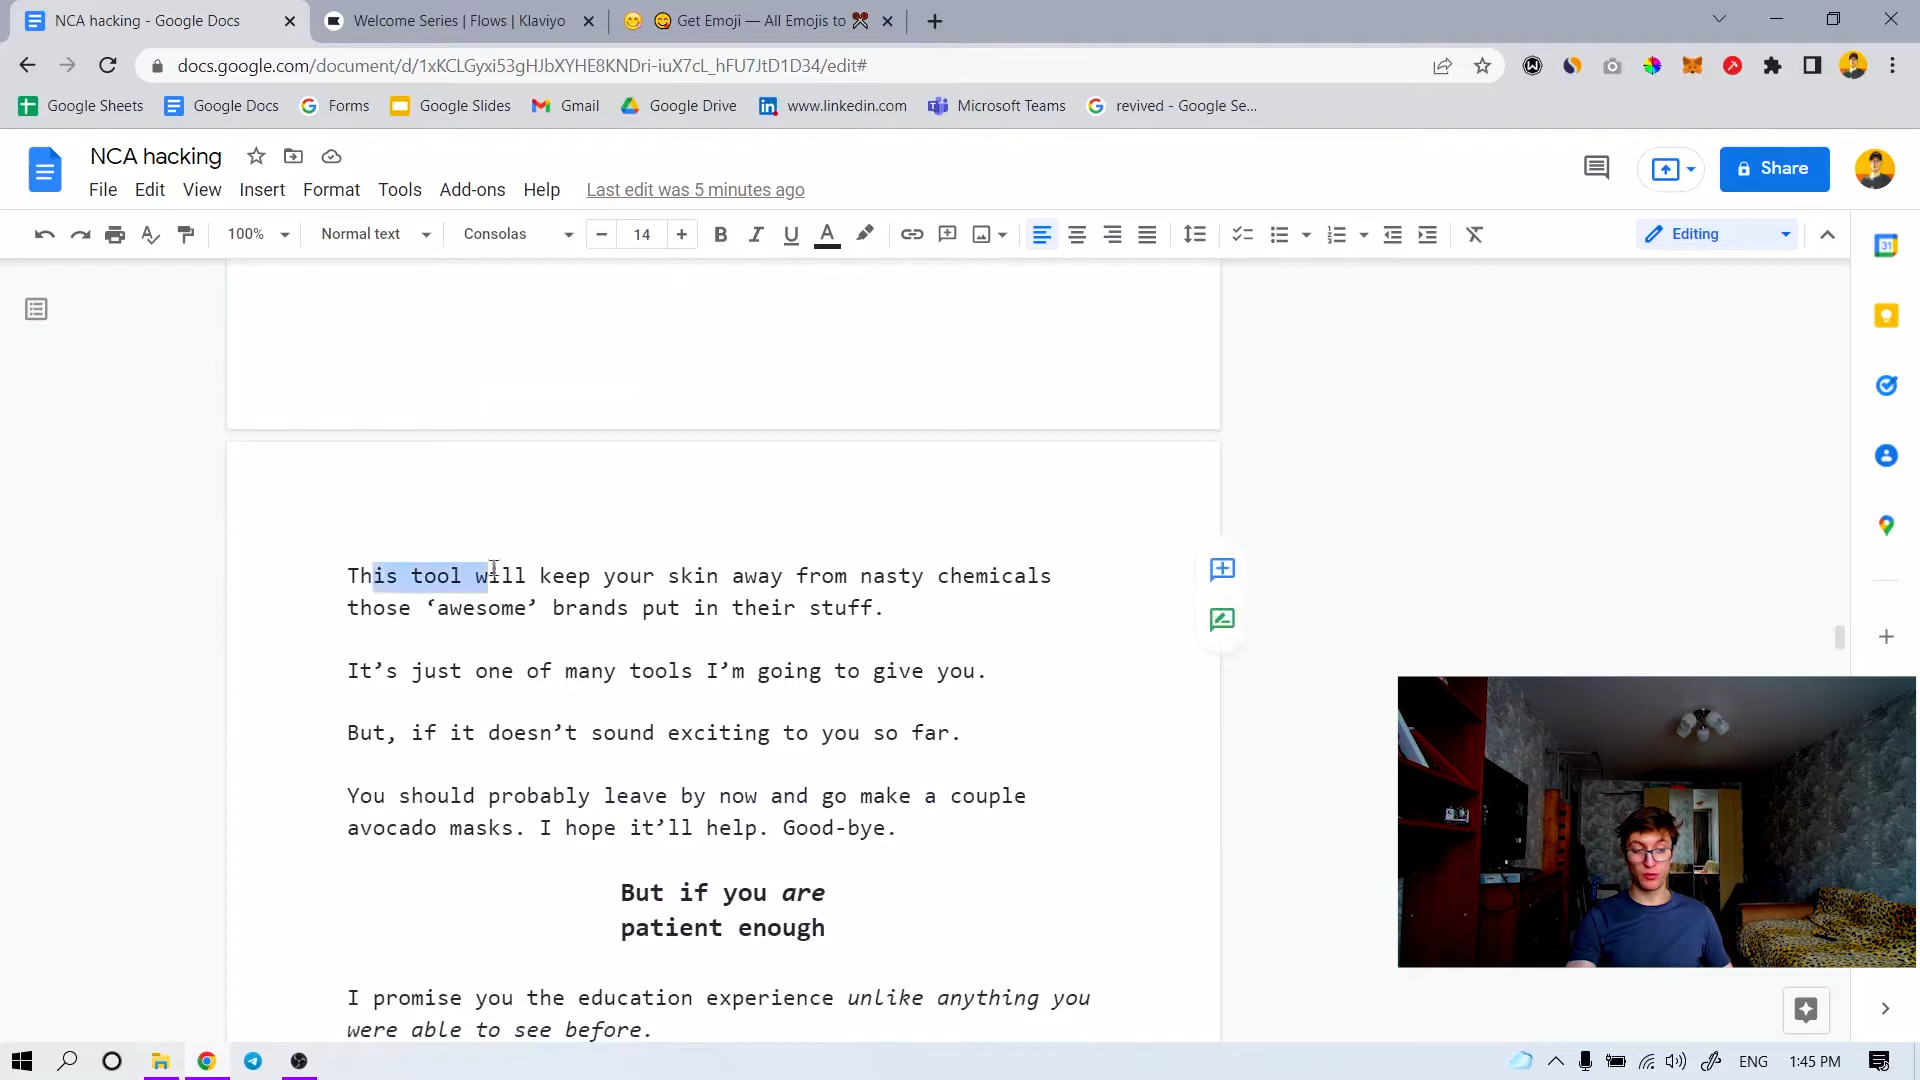 NCA hacking - Google Docs
Welcome Series | Flows | Klaviyo
Get Emoji — All Emojis to
docs.google.com/document/d/1xKCLGyxi53gHJbXYHE8KNDri-iuX7cL_hFU7JtD1D34/edit#
Google Sheets
Google Docs
Forms
Google Slides
Gmail
Google Drive
www.linkedin.com
Microsoft Teams
revived - Google Se...
NCA hacking
Share
File
Edit
View
Insert
Format
Tools
Add-ons
Help
Last edit was 5 minutes ago
100%
Normal text
Consolas
14
Editing
31
This tool will keep your skin away from nasty chemicals
those ‘awesome’ brands put in their stuff.
It’s just one of many tools I’m going to give you.
But, if it doesn’t sound exciting to you so far.
You should probably leave by now and go make a couple
avocado masks. I hope it’ll help. Good-bye.
But if you are
patient enough
I promise you the education experience unlike anything you
were able to see before.
ENG
1:45 PM